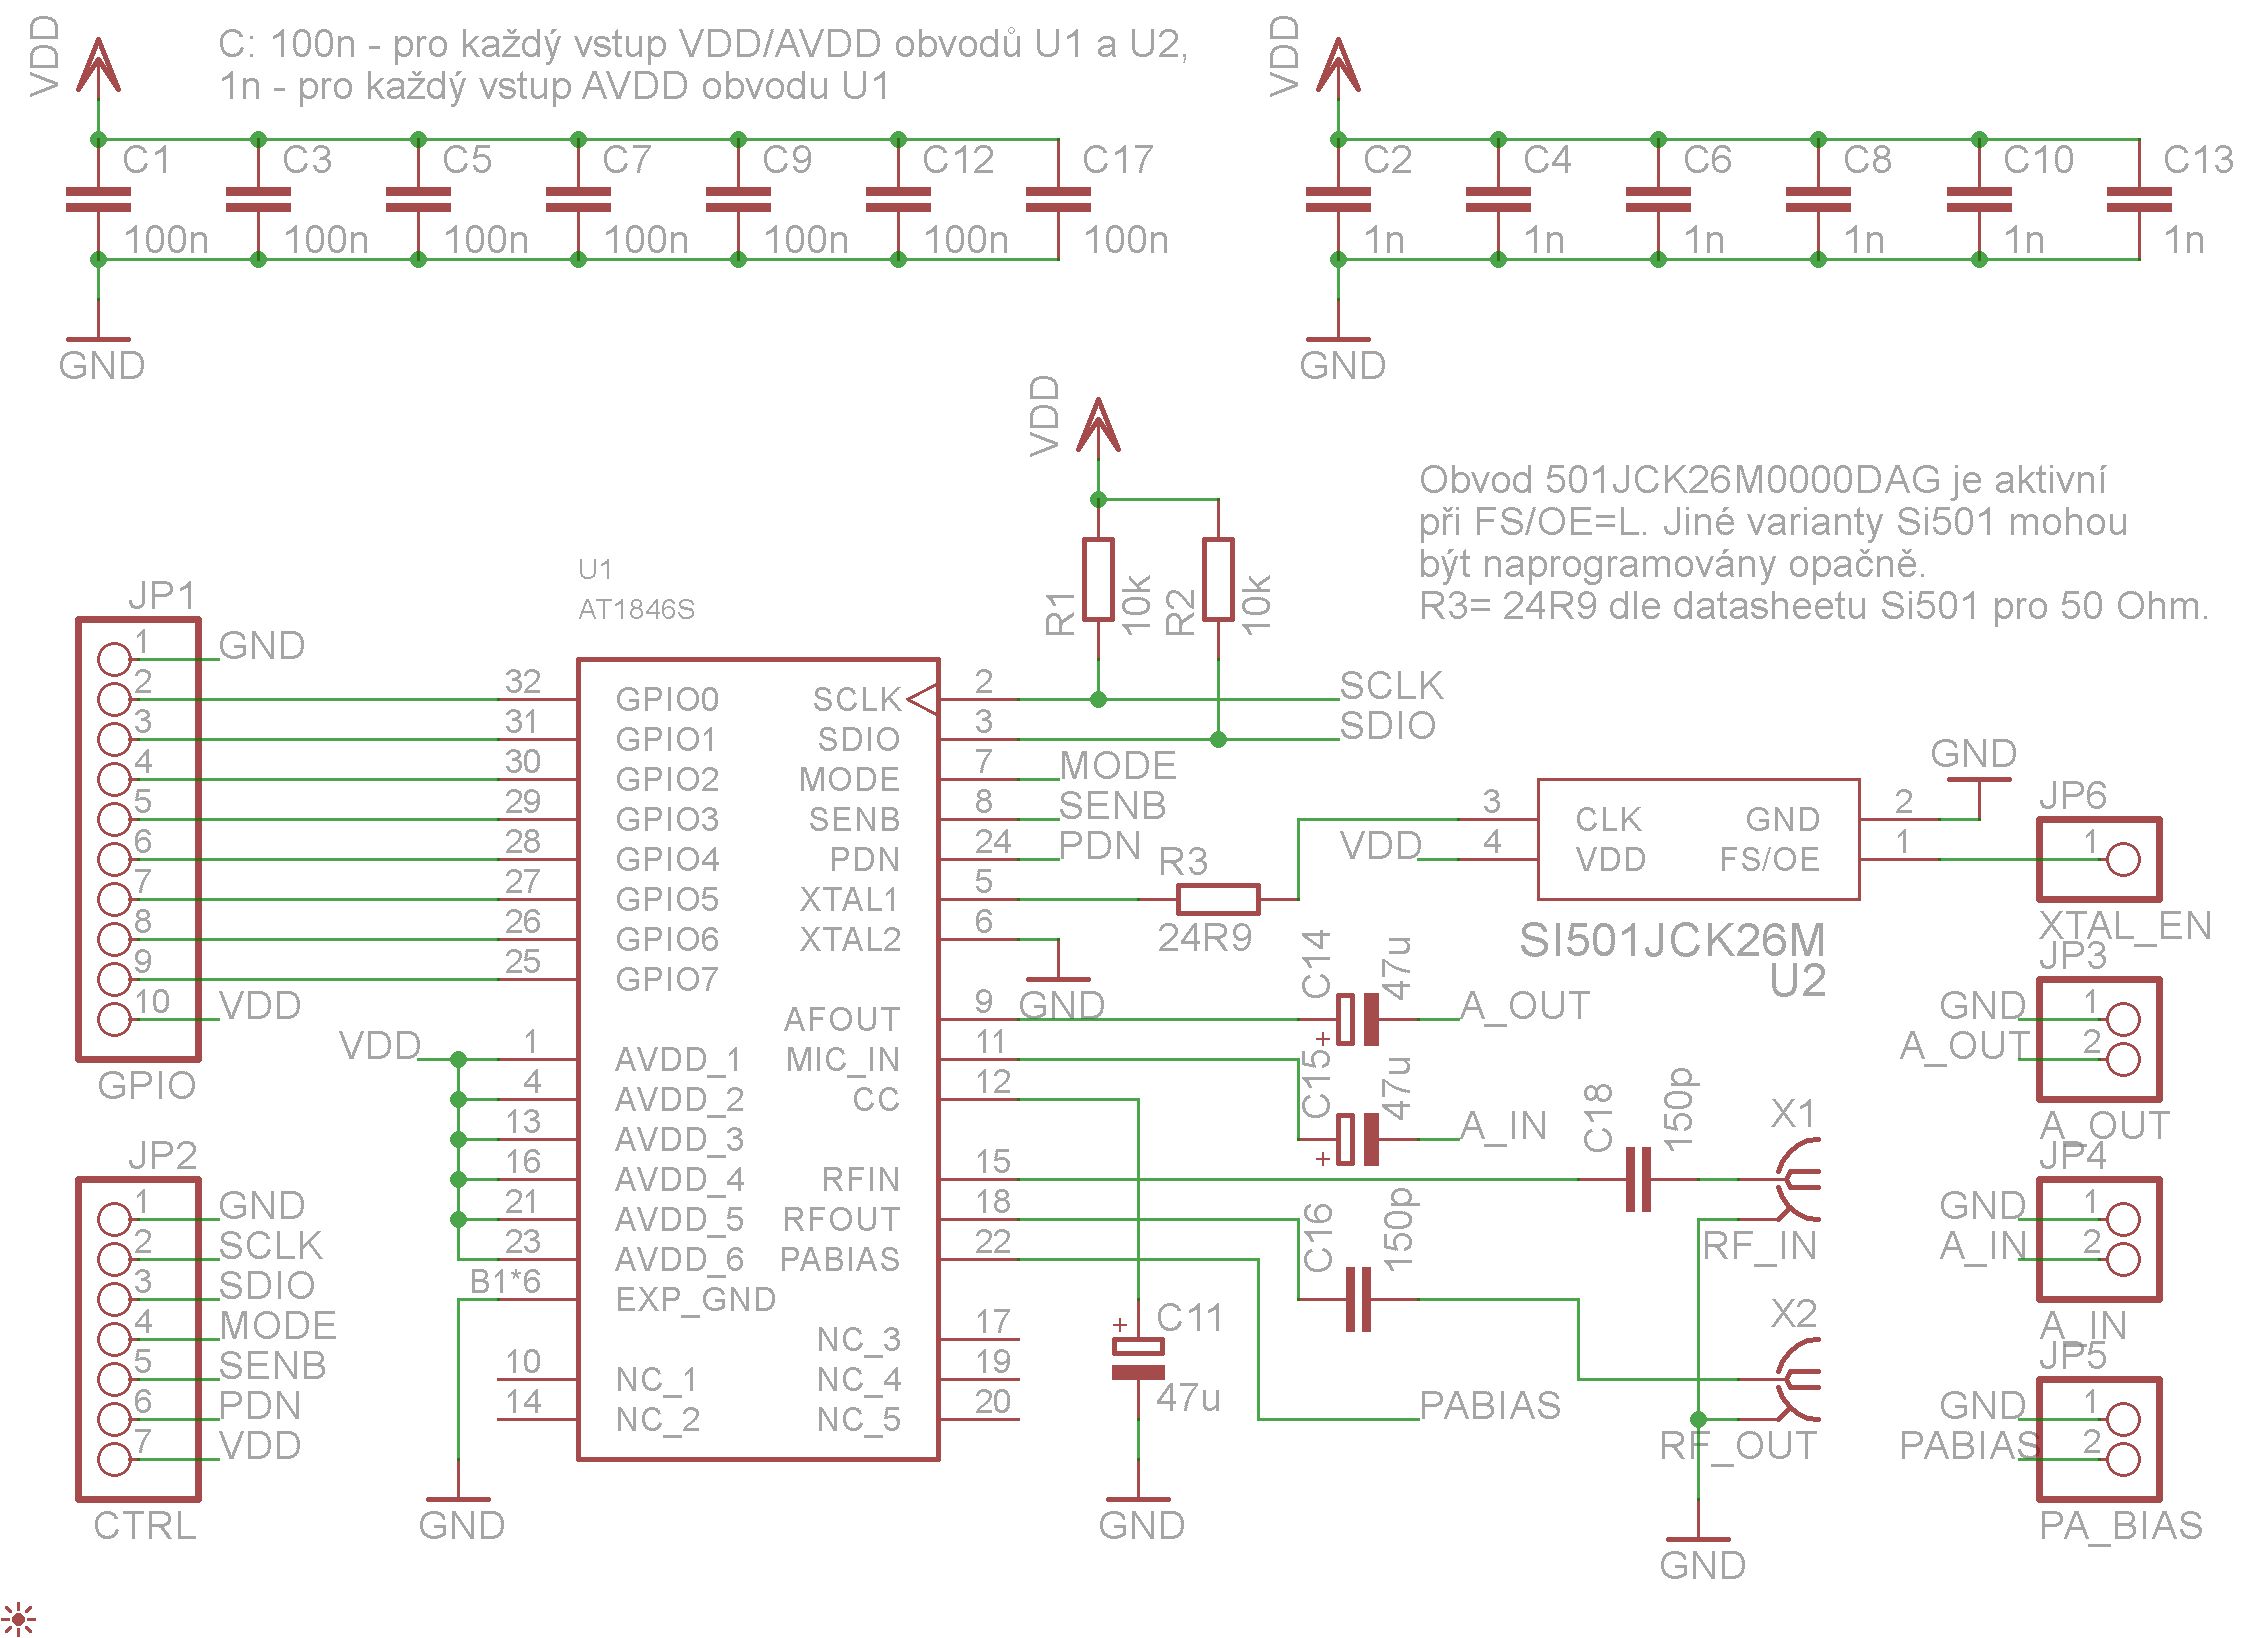 VDD
C: 100n - pro každý vstup VDD/AVDD obvodů U1 a U2,
1n - pro každý vstup AVDD obvodu U1
VDD
C1
C3
C5
C7
C9
C12
C17
C2
C4
C6
C8
C10
C13
100n
100n
100n
100n
100n
100n
100n
1n
1n
1n
1n
1n
1n
GND
GND
VDD
Obvod 501JCK26M0000DAG je aktivní
při FS/OE=L. Jiné varianty Si501 mohou
být naprogramovány opačně.
R3= 24R9 dle datasheetu Si501 pro 50 Ohm.
R1
10k
R2
10k
JP1
1 GND
2
3
4
5
6
7
8
9
10 VDD
GPIO
JP2
1 GND
2 SCLK
3 SDIO
4 MODE
5 SENB
6 PDN
7 VDD
CTRL
U1
AT1846S
32 GPIO0
31 GPIO1
30 GPIO2
29 GPIO3
28 GPIO4
27 GPIO5
26 GPIO6
25 GPIO7
VDD
1 AVDD_1
4 AVDD_2
13 AVDD_3
16 AVDD_4
21 AVDD_5
23 AVDD_6
B1*6 EXP_GND
10 NC_1
14 NC_2
GND
SCLK 2 SCLK
SDIO 3 SDIO
MODE 7 MODE
SENB 8 SENB
PDN 24 PDN
XTAL1 5
XTAL2 6
GND
AFOUT 9
MIC_IN 11
CC 12
RFIN 15
RFOUT 18
PABIAS 22
NC_3 17
NC_4 19
NC_5 20
R3
24R9
VDD
3 CLK
4 VDD
GND 2
FS/OE 1
GND
SI501JCK26M
U2
C14
47u
+
A_OUT
C15
47u
+
A_IN
C18
150p
C16
150p
+
C11
47u
GND
PABIAS
X1
RF_IN
X2
RF_OUT
GND
JP6
1
XTAL_EN
JP3
GND 1
A_OUT 2
A_OUT
JP4
GND 1
A_IN 2
A_IN
JP5
GND 1
PABIAS 2
PA_BIAS